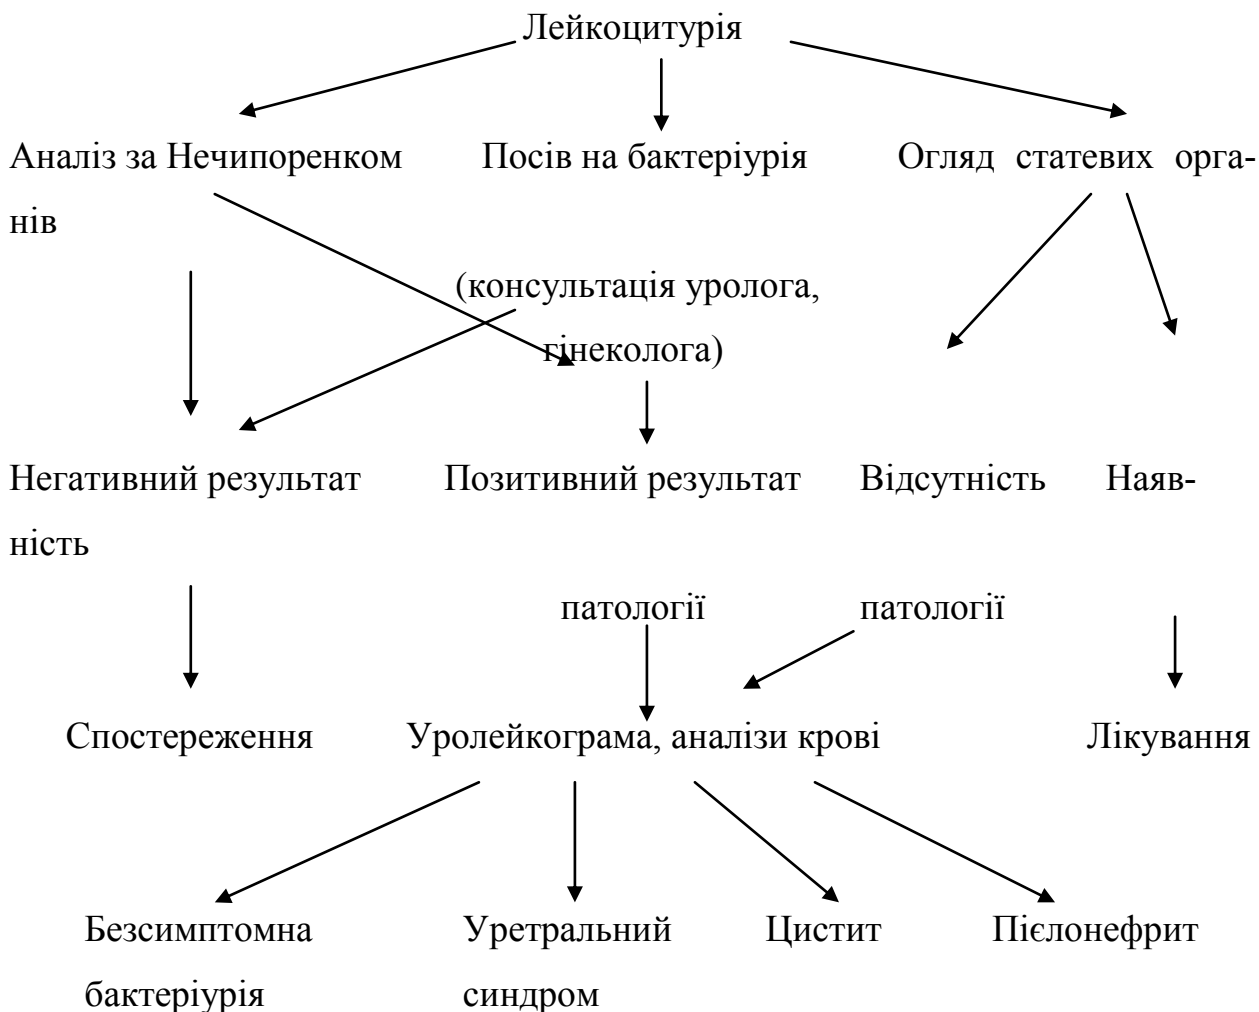 Лейкоцитурія
Аналіз за Нечипоренком Посів на бактеріурія Огляд статевих орга-
нів
(консультація уролога,
гінеколога)
Негативний результат Позитивний результат Відсутність Наяв-
ність
патології патології
Спостереження Уролейкограма, аналізи крові Лікування
Безсимптомна Уретральний Цистит Пієлонефрит
бактеріурія синдром